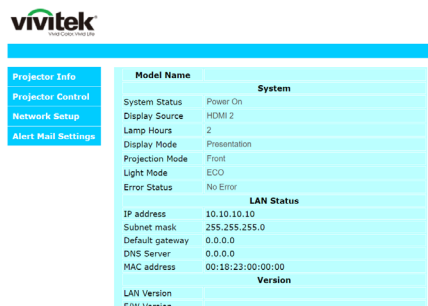 vivitek
Vivid Color, Vivid Life
Projector Info
Projector Control
Network Setup
Alert Mail Settings
Model Name
System
System Status Power On
Display Source HDMI 2
Lamp Hours 2
Display Mode Presentation
Projection Mode Front
Light Mode ECO
Error Status No Error
LAN Status
IP address 10.10.10.10
Subnet mask 255.255.255.0
Default gateway 0.0.0.0
DNS Server 0.0.0.0
MAC address 00:18:23:00:00:00
Version
LAN Version
F/W Version